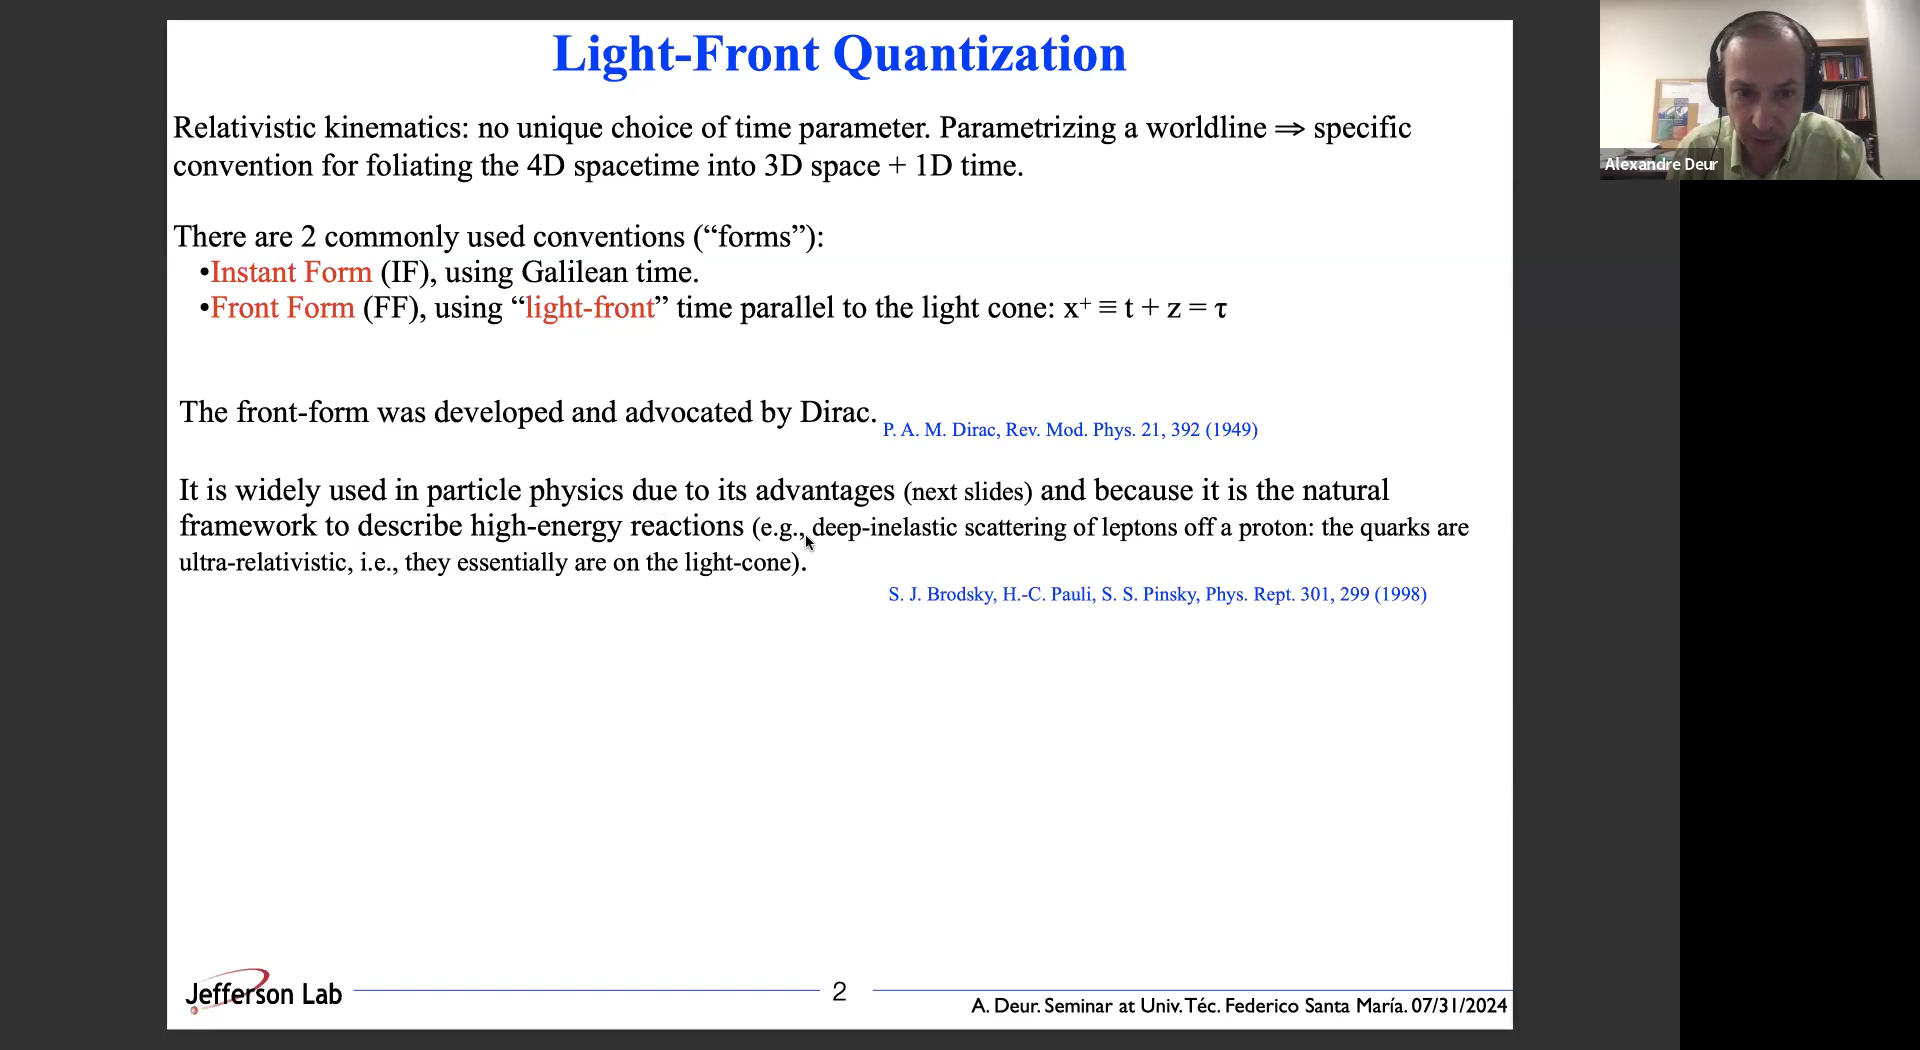 Light-Front Quantization
Relativistic kinematics: no unique choice of time parameter. Parametrizing a worldline ⇒ specific
convention for foliating the 4D spacetime into 3D space + 1D time.
There are 2 commonly used conventions (“forms”):
•Instant Form (IF), using Galilean time.
•Front Form (FF), using “light-front” time parallel to the light cone: x⁺ ≡ t + z = τ
The front-form was developed and advocated by Dirac.
P. A. M. Dirac, Rev. Mod. Phys. 21, 392 (1949)
It is widely used in particle physics due to its advantages (next slides) and because it is the natural
framework to describe high-energy reactions (e.g., deep-inelastic scattering of leptons off a proton: the quarks are
ultra-relativistic, i.e., they essentially are on the light-cone).
S. J. Brodsky, H.-C. Pauli, S. S. Pinsky, Phys. Rept. 301, 299 (1998)
Jefferson Lab
2
A. Deur. Seminar at Univ. Téc. Federico Santa María. 07/31/2024
Alexandre Deur